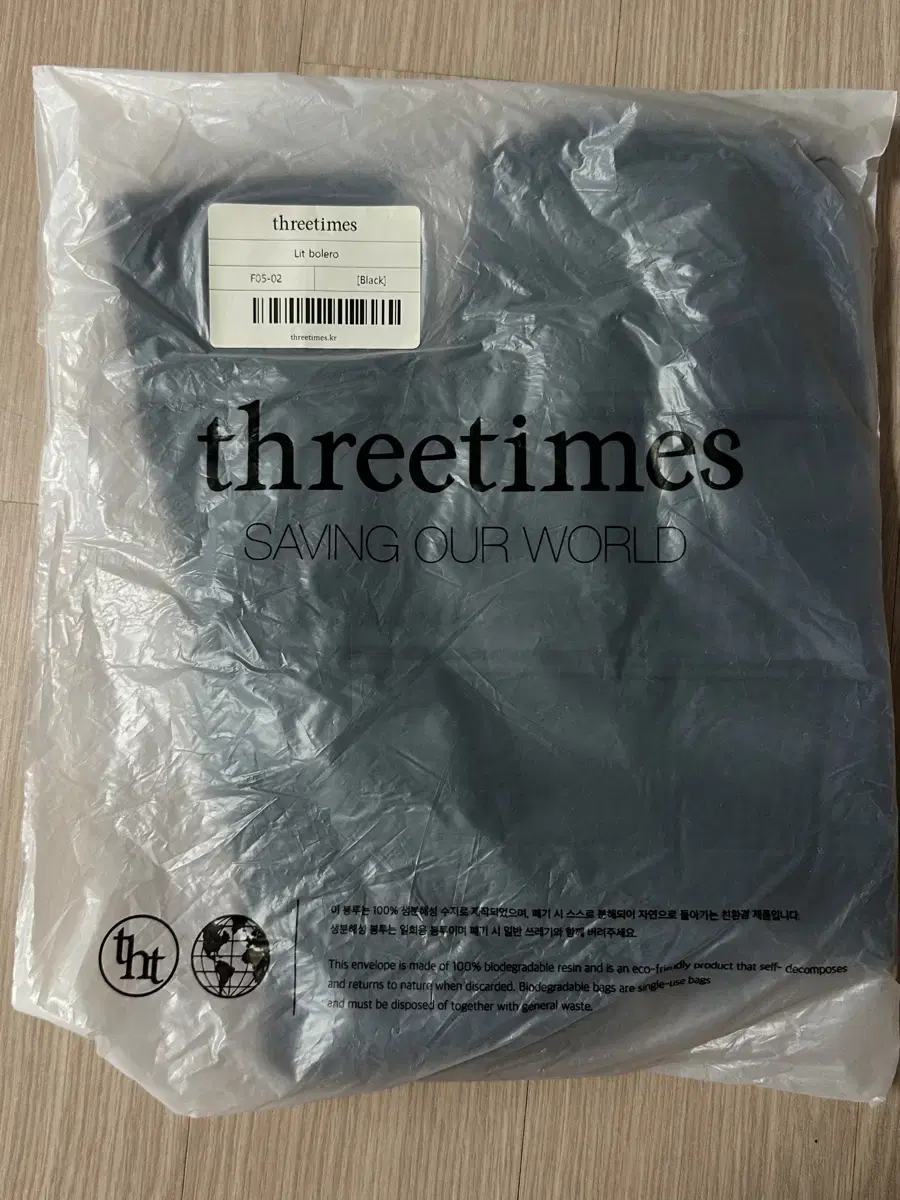 threetimes
Lit bolero
F05-02 [Black]
threetimes.kr
threetimes
SAVING OUR WORLD
tht
이 봉투는 100% 생분해성 수지로 제작되었으며, 폐기 시 스스로 분해되어 자연으로 돌아가는 친환경 제품입니다.
생분해성 봉투는 일회용 봉투이며 폐기 시 일반 쓰레기와 함께 버려주세요.
This envelope is made of 100% biodegradable resin and is an eco-friendly product that self- decomposes
and returns to nature when discarded. Biodegradable bags are single-use bags
and must be disposed of together with general waste.